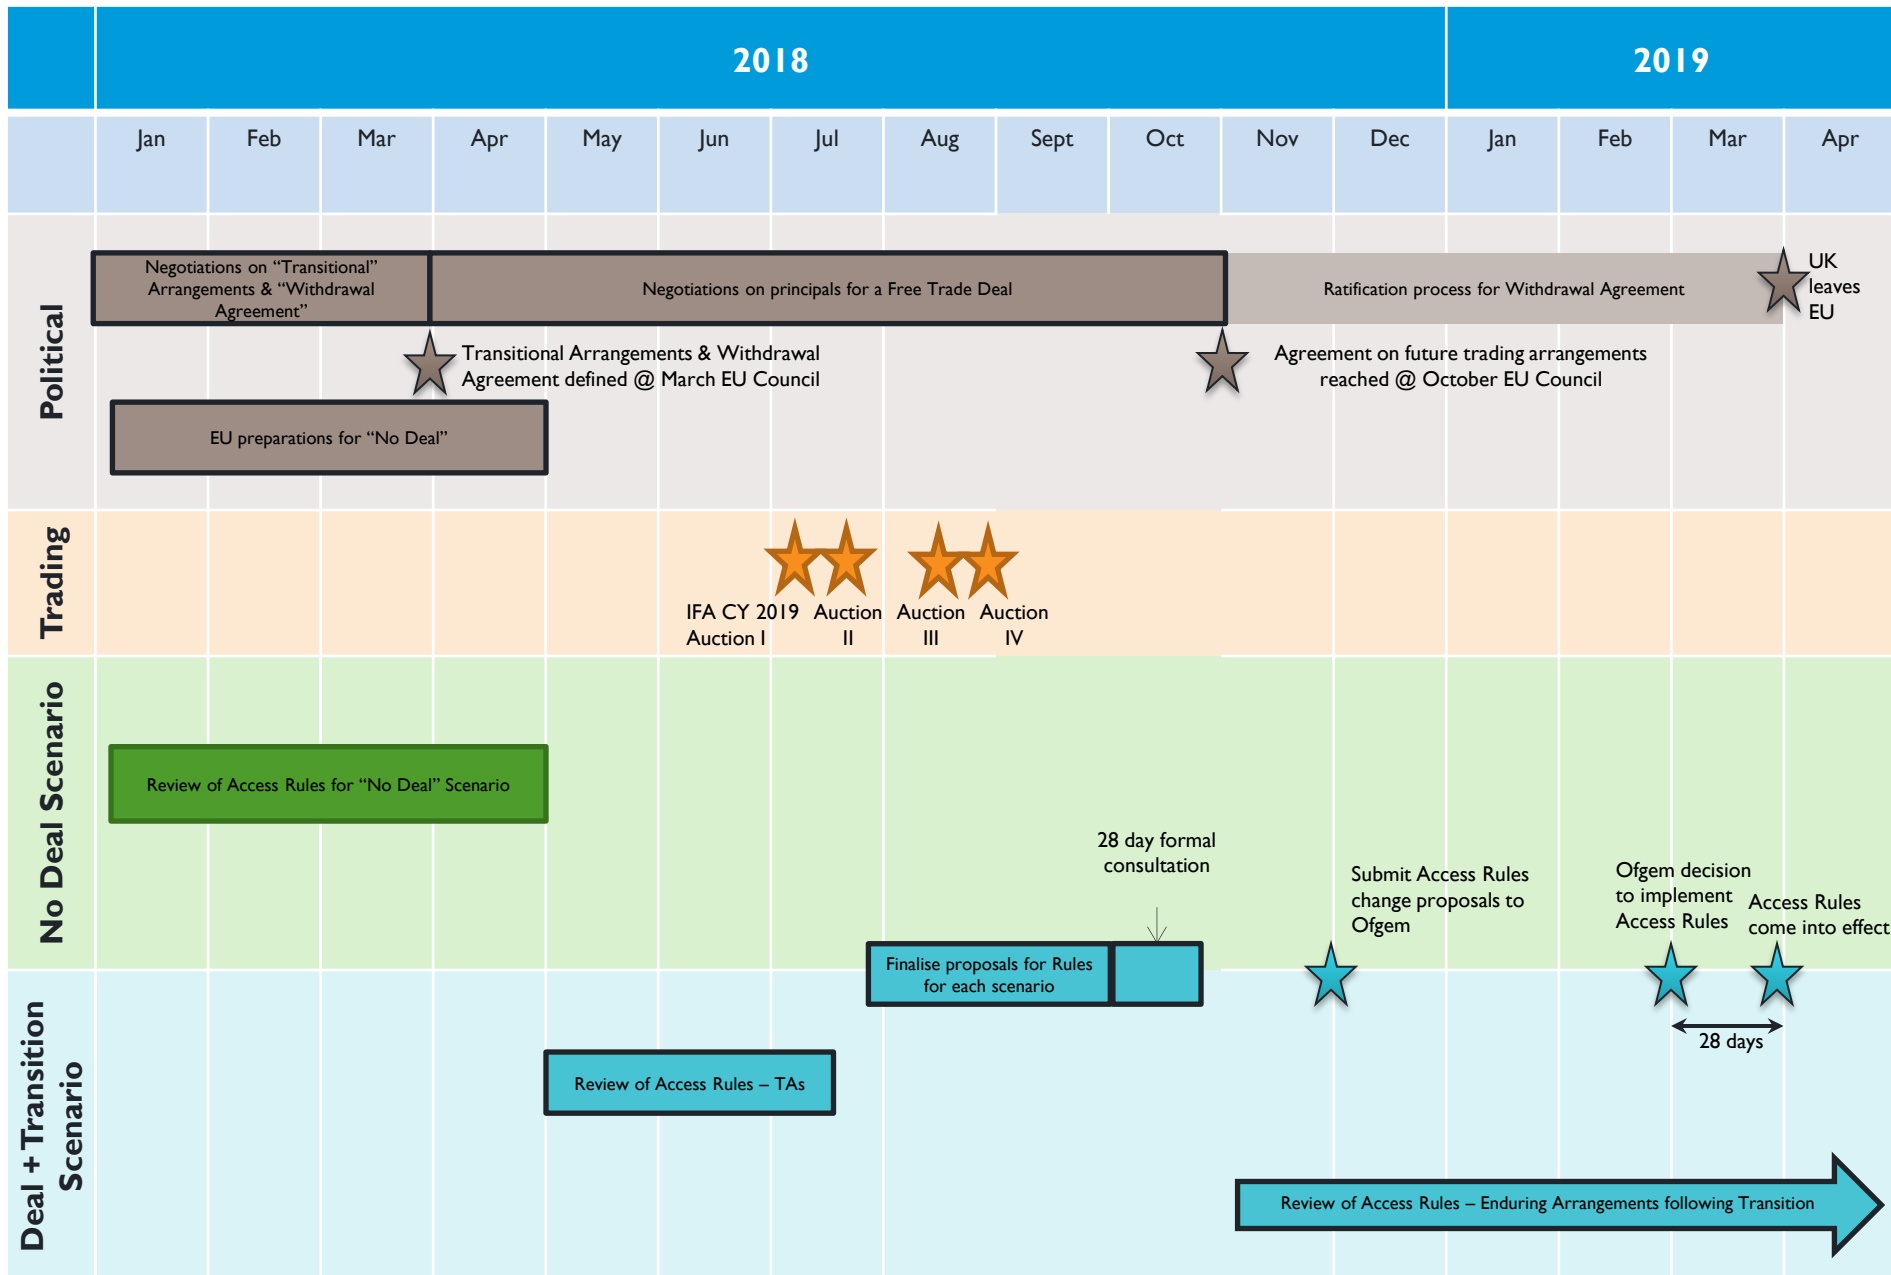 2018
2019
Jan
Feb
Mar
Apr
May
Jun
Jul
Aug
Sept
Oct
Nov
Dec
Jan
Feb
Mar
Apr
Political
Negotiations on “Transitional”
Arrangements & “Withdrawal
Agreement”
Negotiations on principals for a Free Trade Deal
Ratification process for Withdrawal Agreement
UK
leaves
EU
Transitional Arrangements & Withdrawal
Agreement defined @ March EU Council
Agreement on future trading arrangements
reached @ October EU Council
EU preparations for “No Deal”
Trading
IFA CY 2019
Auction I
Auction
II
Auction
III
Auction
IV
No Deal Scenario
Review of Access Rules for “No Deal” Scenario
28 day formal
consultation
Submit Access Rules
change proposals to
Ofgem
Ofgem decision
to implement
Access Rules
Access Rules
come into effect
Finalise proposals for Rules
for each scenario
28 days
Deal + Transition
Scenario
Review of Access Rules – TAs
Review of Access Rules – Enduring Arrangements following Transition